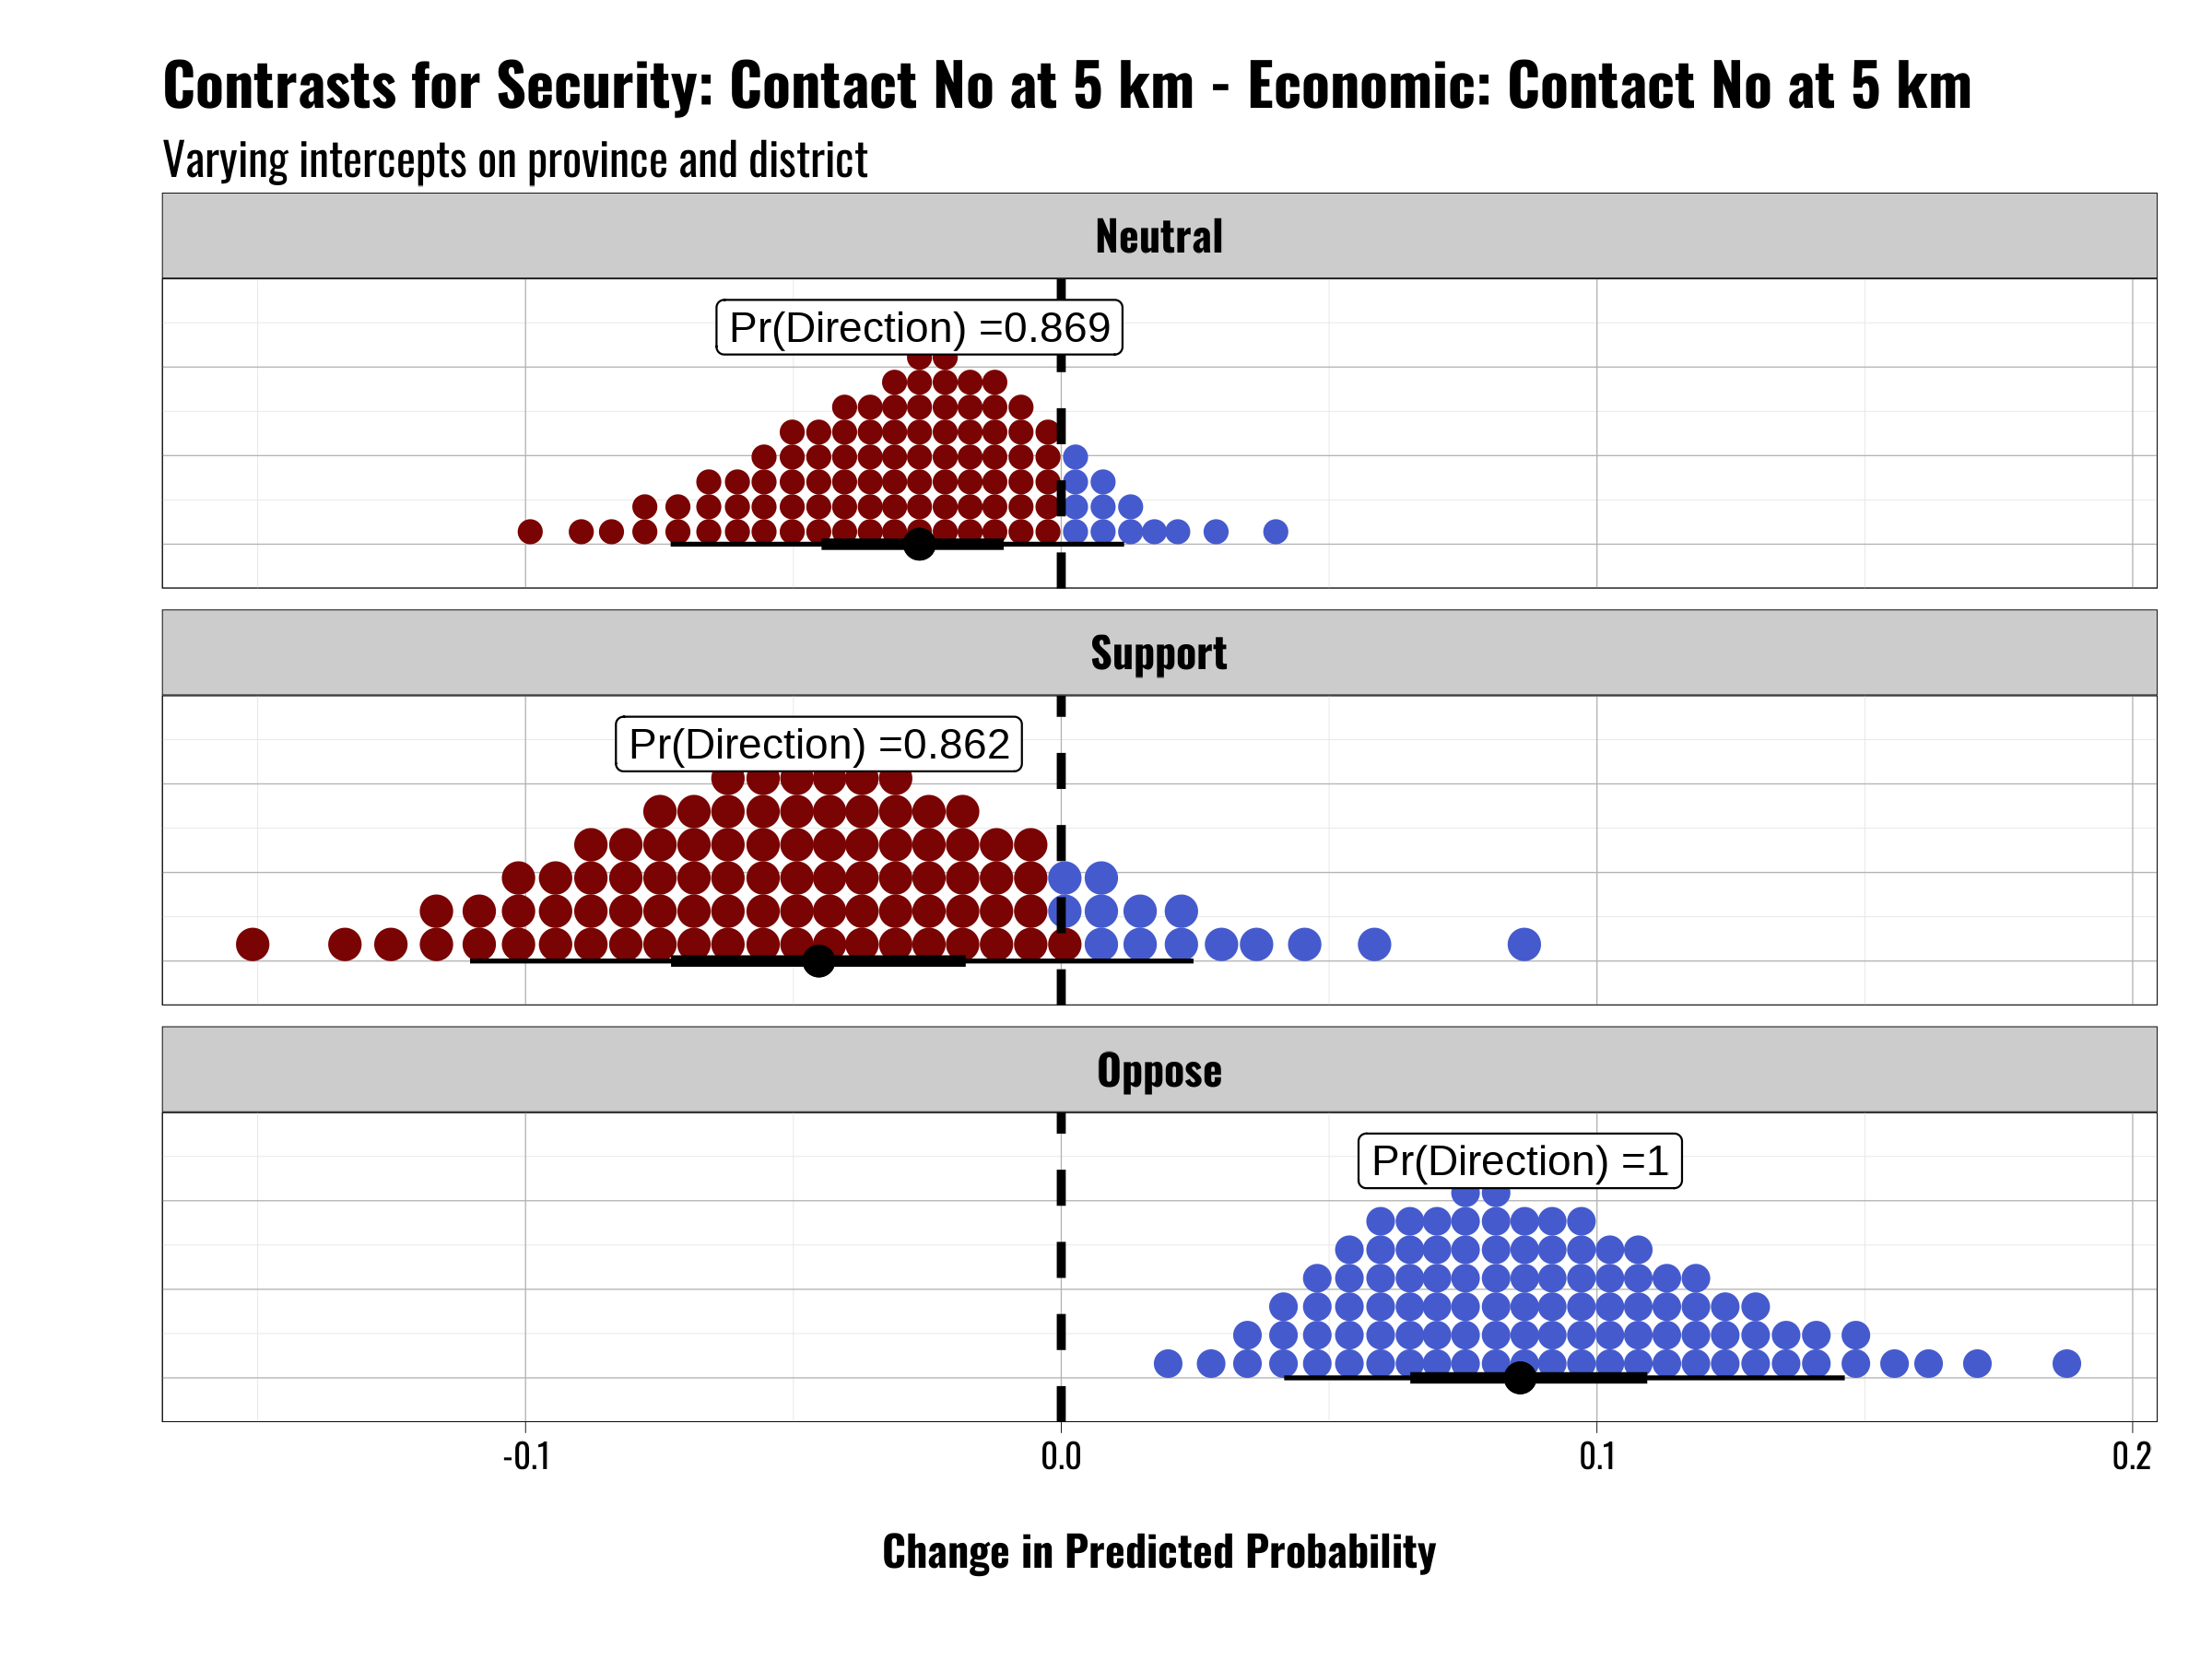 Contrasts for Security: Contact No at 5 km - Economic: Contact No at 5 km
Varying intercepts on province and district
Neutral
Pr(Direction) =0.869
Support
Pr(Direction) =0.862
Oppose
Pr(Direction) =1
-0.1 0.0 0.1 0.2
Change in Predicted Probability